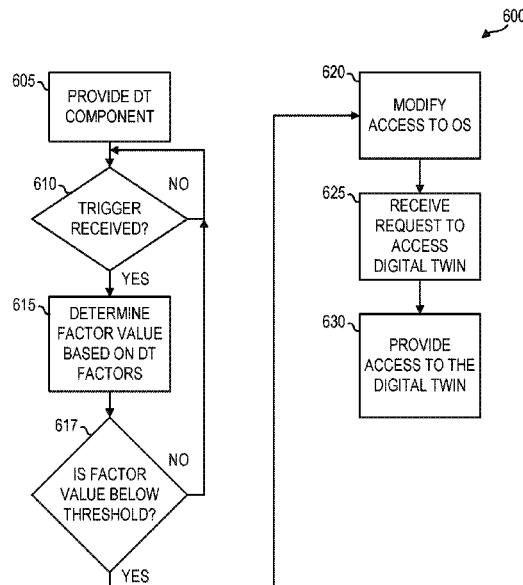 600
605
PROVIDE DT
COMPONENT
610
NO
TRIGGER
RECEIVED?
YES
615
DETERMINE
FACTOR VALUE
BASED ON DT
FACTORS
617
NO
IS FACTOR
VALUE BELOW
THRESHOLD?
YES
620
MODIFY
ACCESS TO OS
625
RECEIVE
REQUEST TO
ACCESS
DIGITAL TWIN
630
PROVIDE
ACCESS TO THE
DIGITAL TWIN